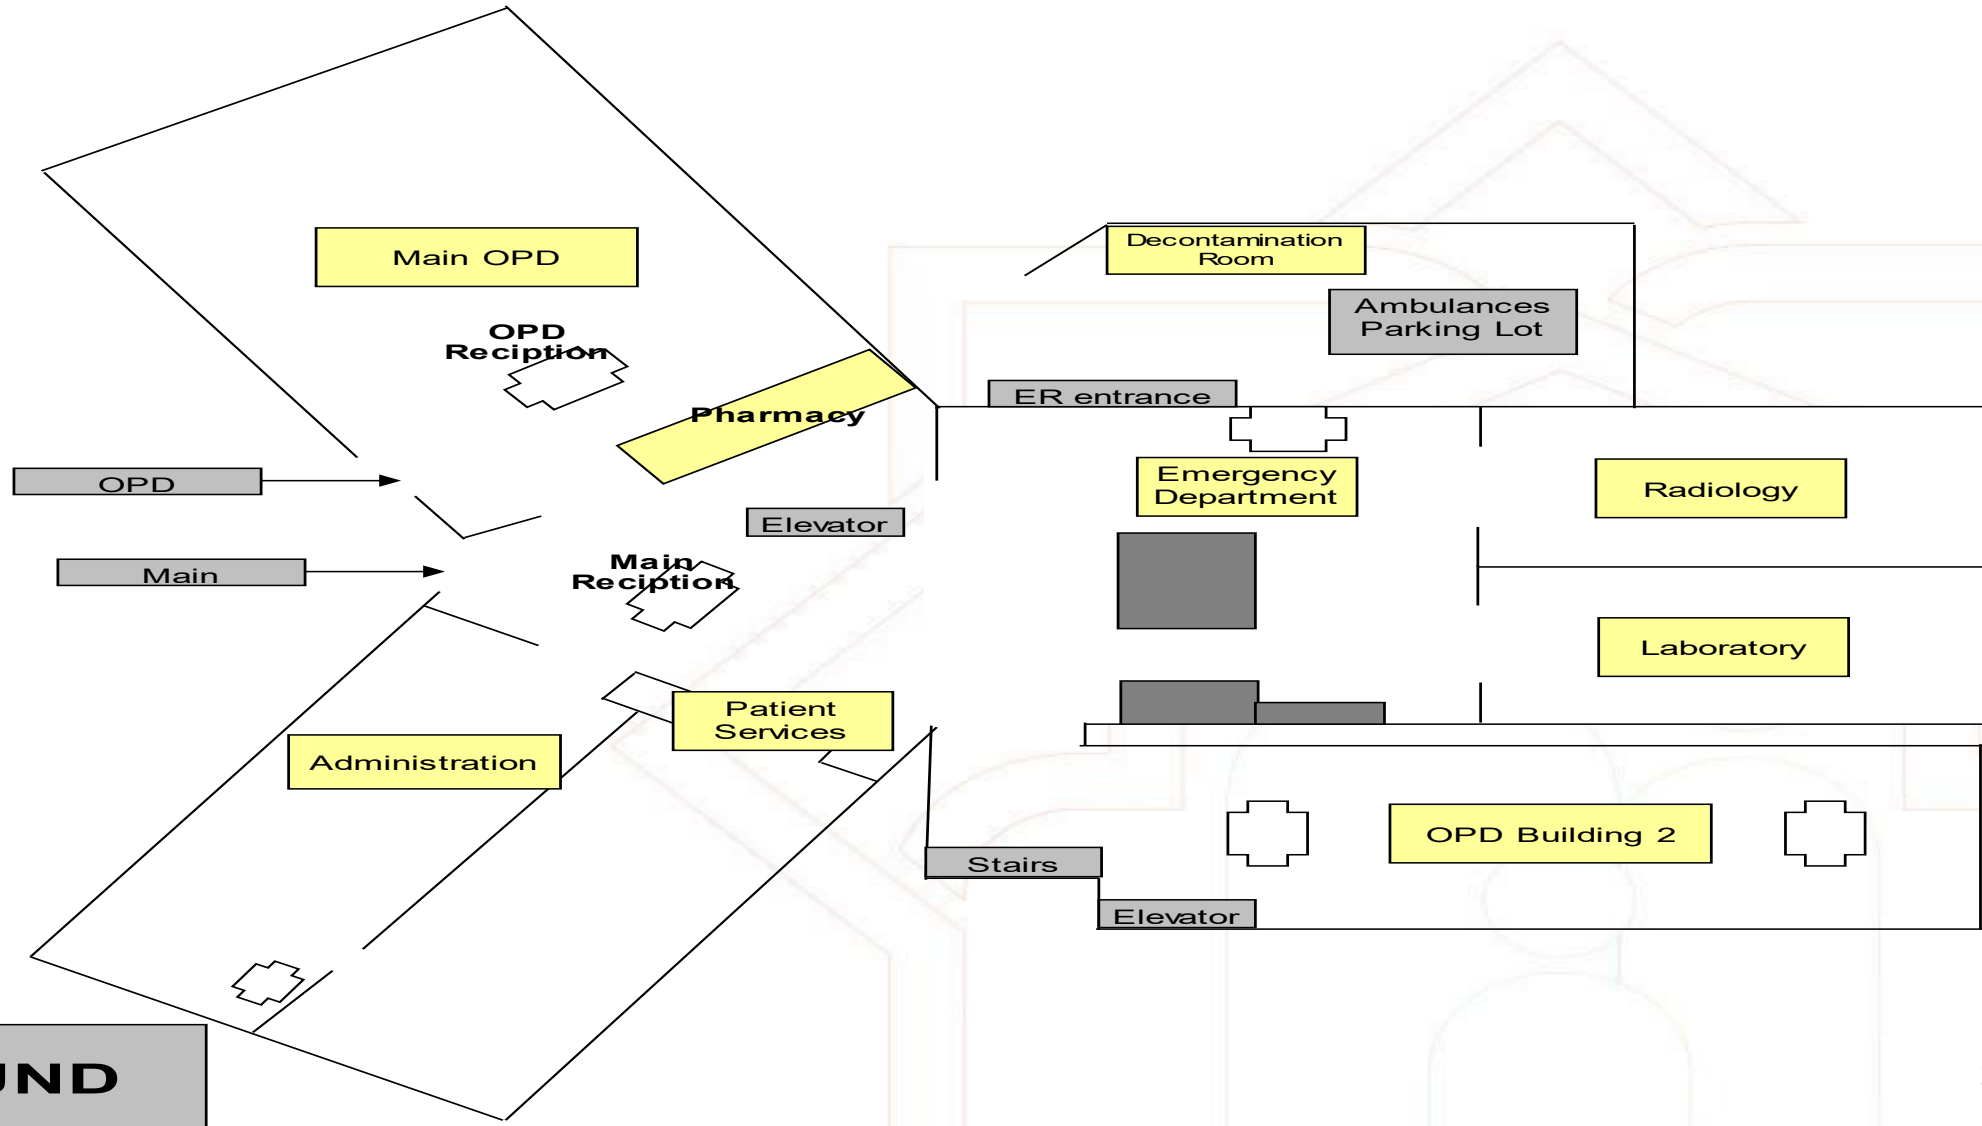 Main OPD
Decontamination
Room
Ambulances
Parking Lot
OPD
Reciption
ER entrance
Pharmacy
Emergency
Department
Radiology
OPD
Elevator
Main
Main
Reciption
Laboratory
Patient
Services
Administration
OPD Building 2
Stairs
Elevator
UND